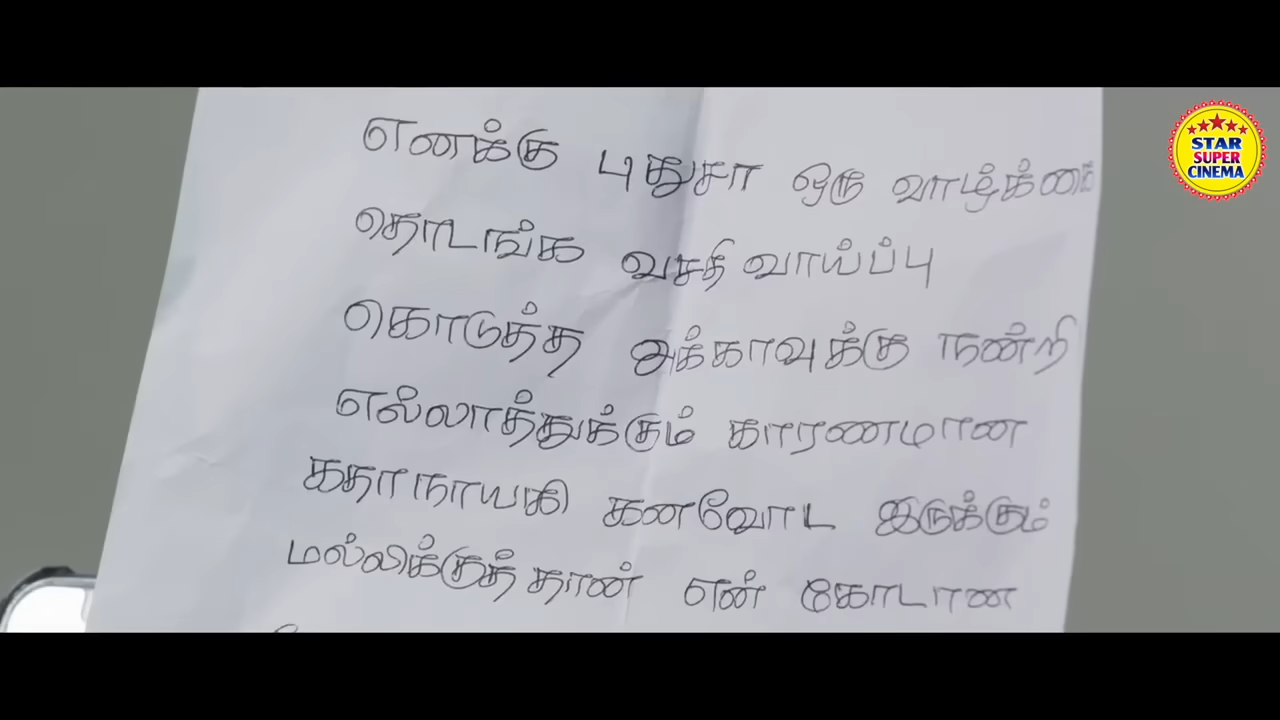 எனக்கு புதுசா ஒரு வாழ்க்கை
தொடங்க வசதி வாய்ப்பு
கொடுத்த அக்காவுக்கு நன்றி
எல்லாத்துக்கும் காரணமான
கதாநாயகி கனவோட இருக்கும்
மல்லிக்குத் தான் என் கோடான
STAR
SUPER
CINEMA